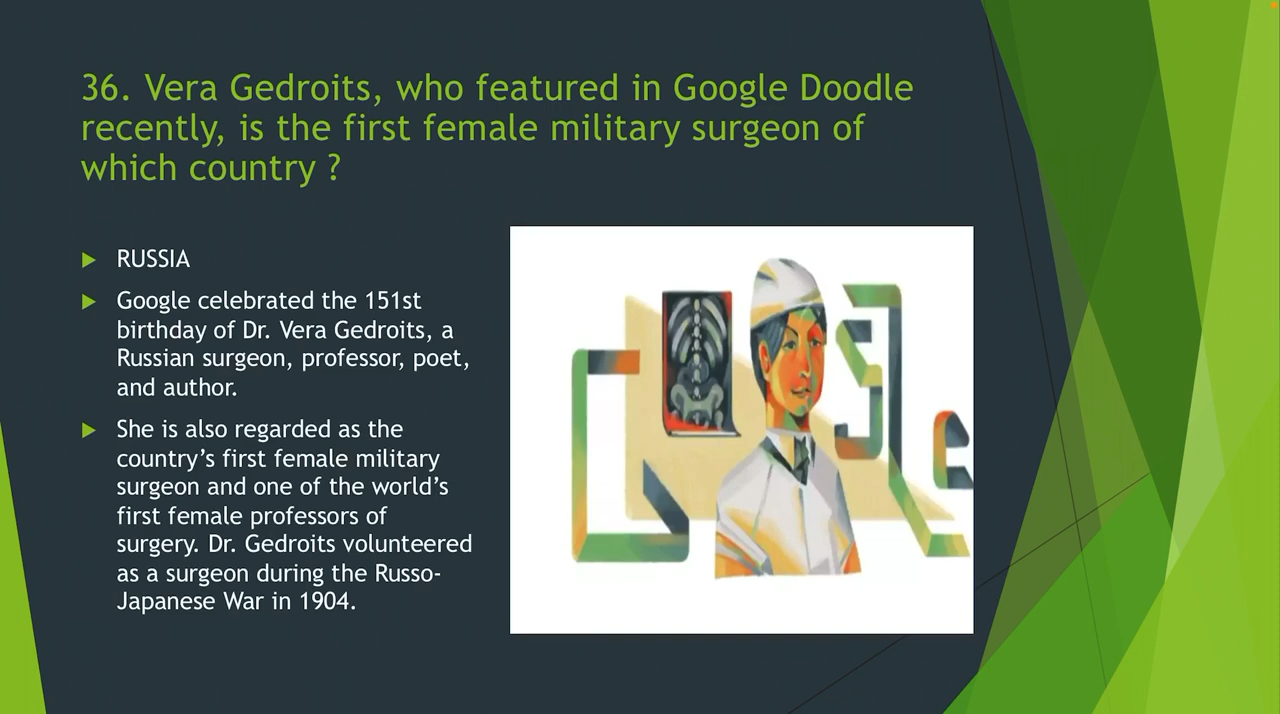 36. Vera Gedroits, who featured in Google Doodle
recently, is the first female military surgeon of
which country ?
RUSSIA
Google celebrated the 151st
birthday of Dr. Vera Gedroits, a
Russian surgeon, professor, poet,
and author.
She is also regarded as the
country’s first female military
surgeon and one of the world’s
first female professors of
surgery. Dr. Gedroits volunteered
as a surgeon during the Russo-
Japanese War in 1904.